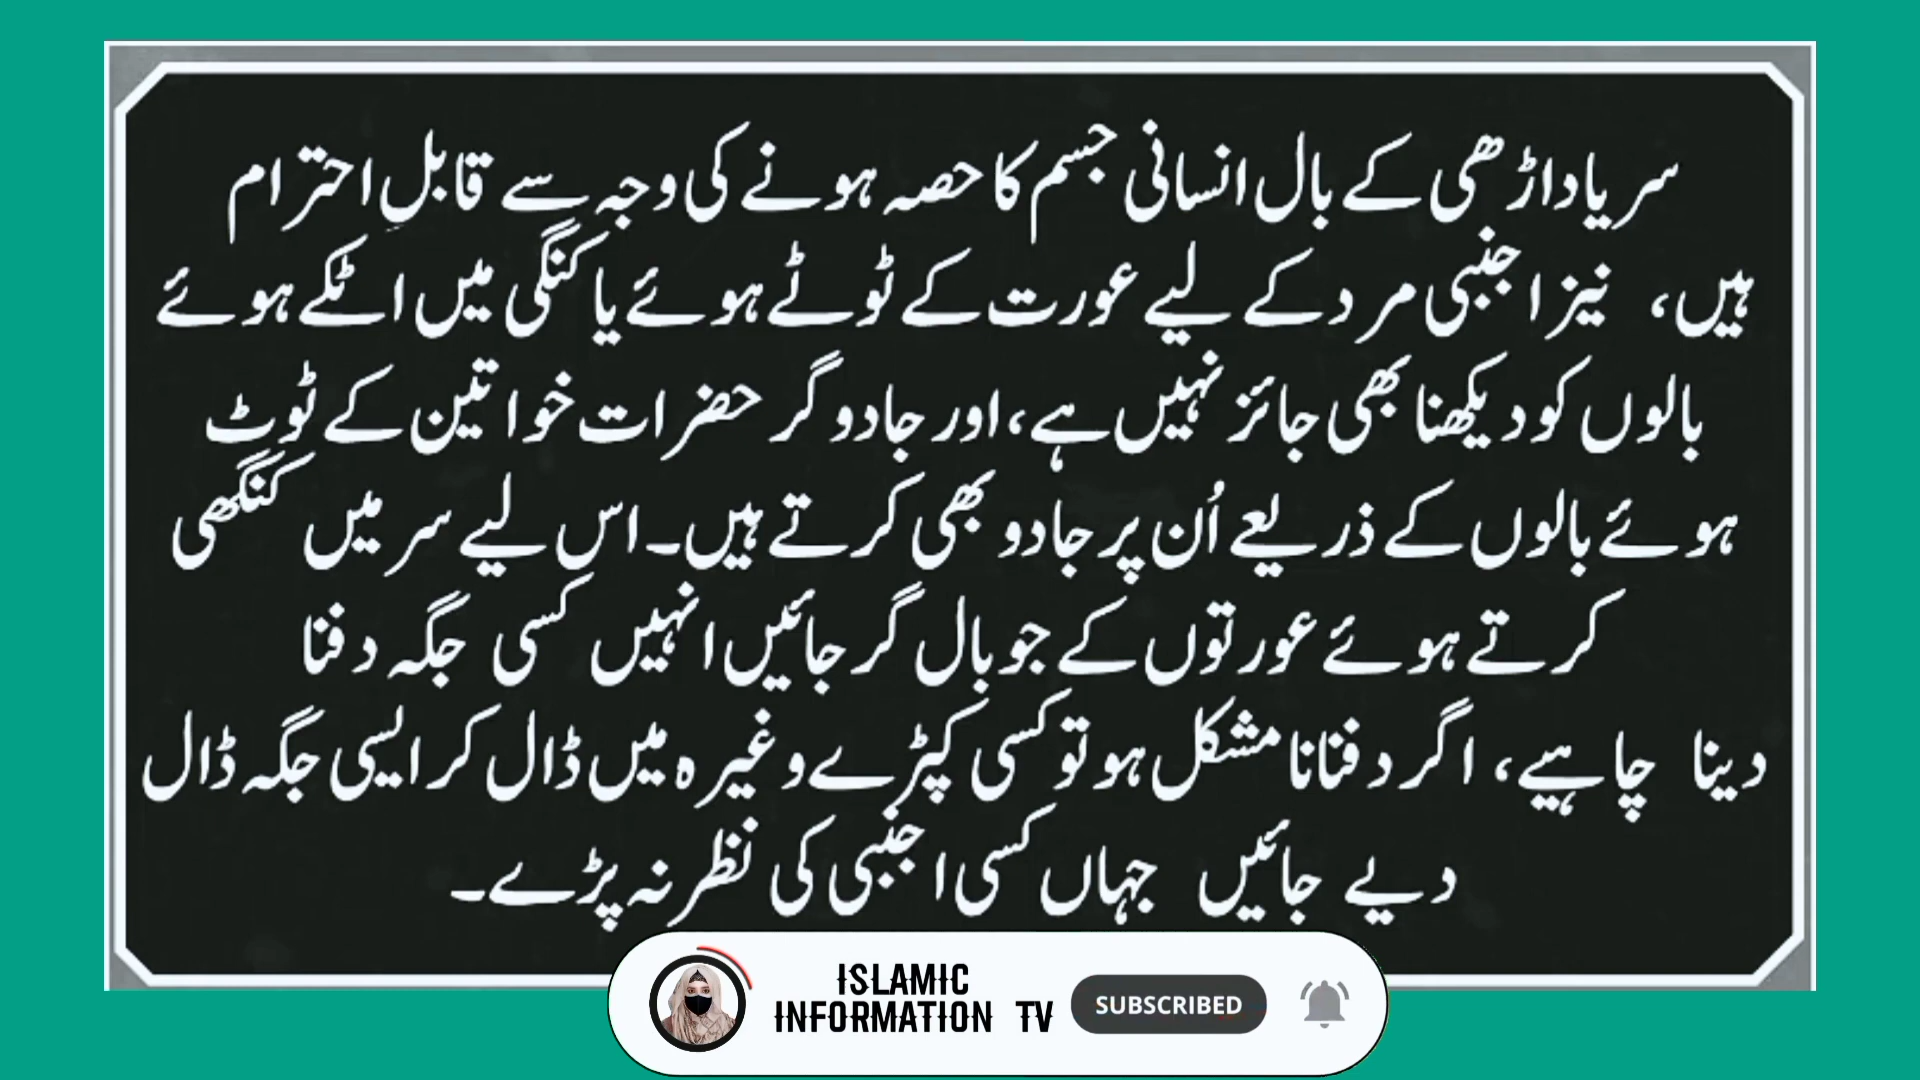 سر یا داڑھی کے بال انسانی جسم کا حصہ ہونے کی وجہ سے قابلِ احترام
ہیں، نیز اجنبی مرد کے لیے عورت کے ٹوٹے ہوئے یا کنگی میں اٹکے ہوئے
بالوں کو دیکھنا بھی جائز نہیں ہے، اور جادو گر حضرات خواتین کے ٹوٹ
ہوئے بالوں کے ذریعے اُن پر جادو بھی کرتے ہیں۔ اس لیے سر میں کنگھی
کرتے ہوئے عورتوں کے جو بال گر جائیں انہیں کسی جگہ دفنا
دینا چاہیے، اگر دفنانا مشکل ہو تو کسی کپڑے وغیرہ میں ڈال کر ایسی جگہ ڈال
دیے جائیں جہاں کسی اجنبی کی نظر نہ پڑے۔
ISLAMIC
INFORMATION TV
SUBSCRIBED